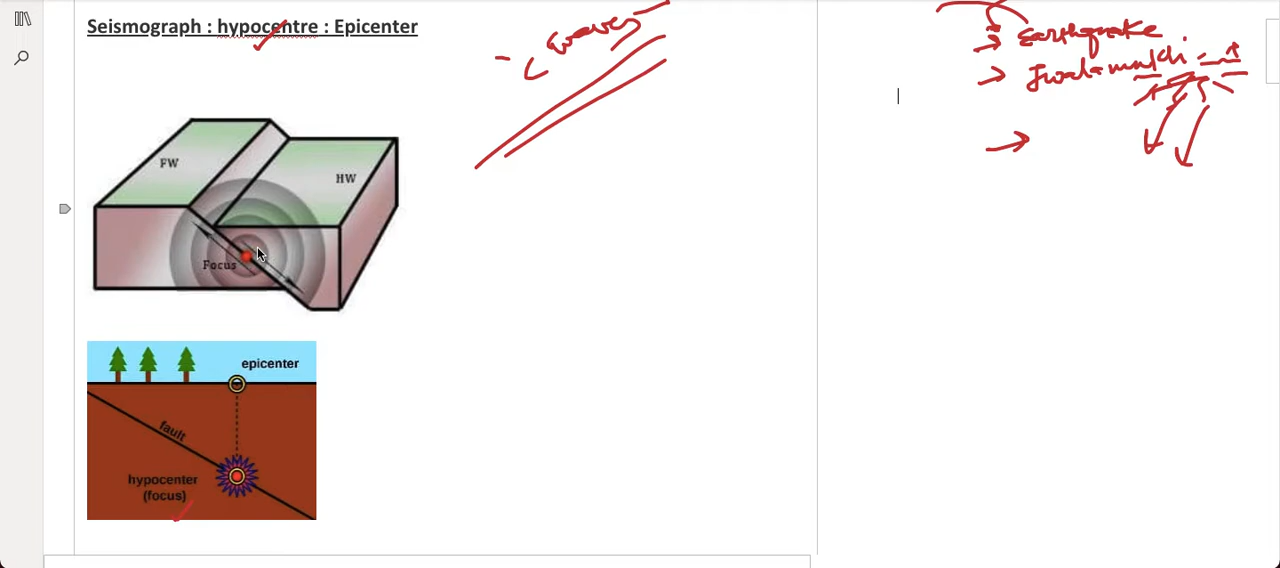 Seismograph : hypocentre : Epicenter
waves
Earthquake
FW
HW
Focus
epicenter
fault
hypocenter
(focus)